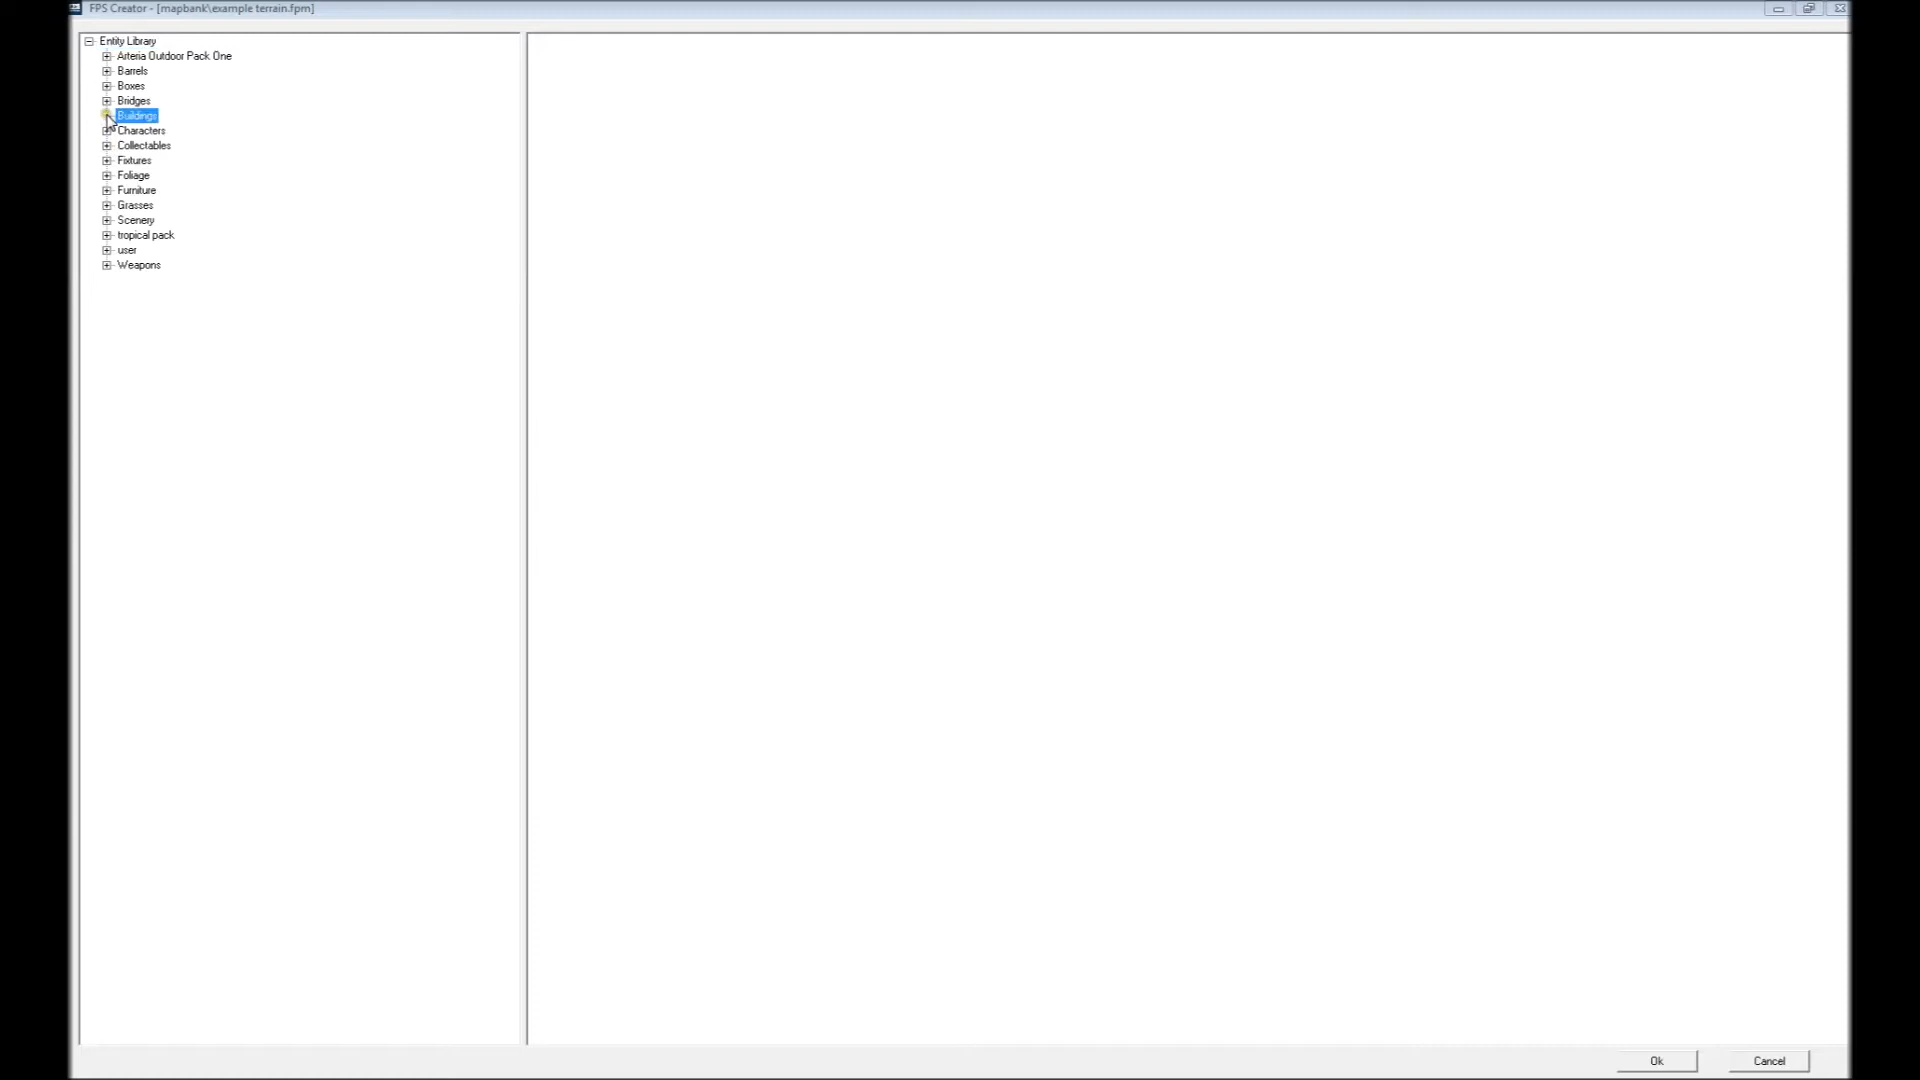 FPS Creator - [mapbank\example terrain.fpm]
Entity Library
Arteria Outdoor Pack One
Barrels
Boxes
Bridges
Buildings
Characters
Collectables
Fixtures
Foliage
Furniture
Grasses
Scenery
tropical pack
user
Weapons
Ok
Cancel